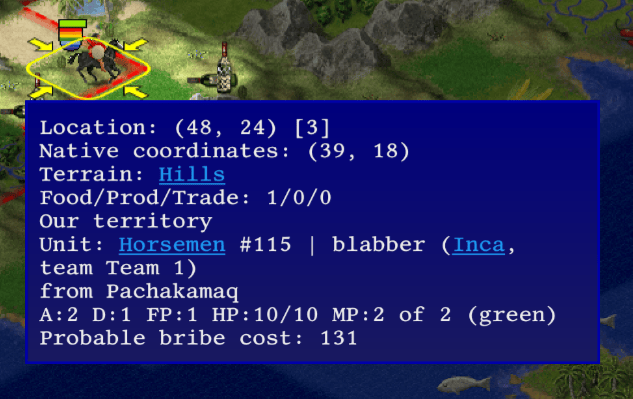 Location: (48, 24) [3]
Native coordinates: (39, 18)
Terrain: Hills
Food/Prod/Trade: 1/0/0
Our territory
Unit: Horsemen #115 | blabber (Inca,
team Team 1)
from Pachakamaq
A:2 D:1 FP:1 HP:10/10 MP:2 of 2 (green)
Probable bribe cost: 131